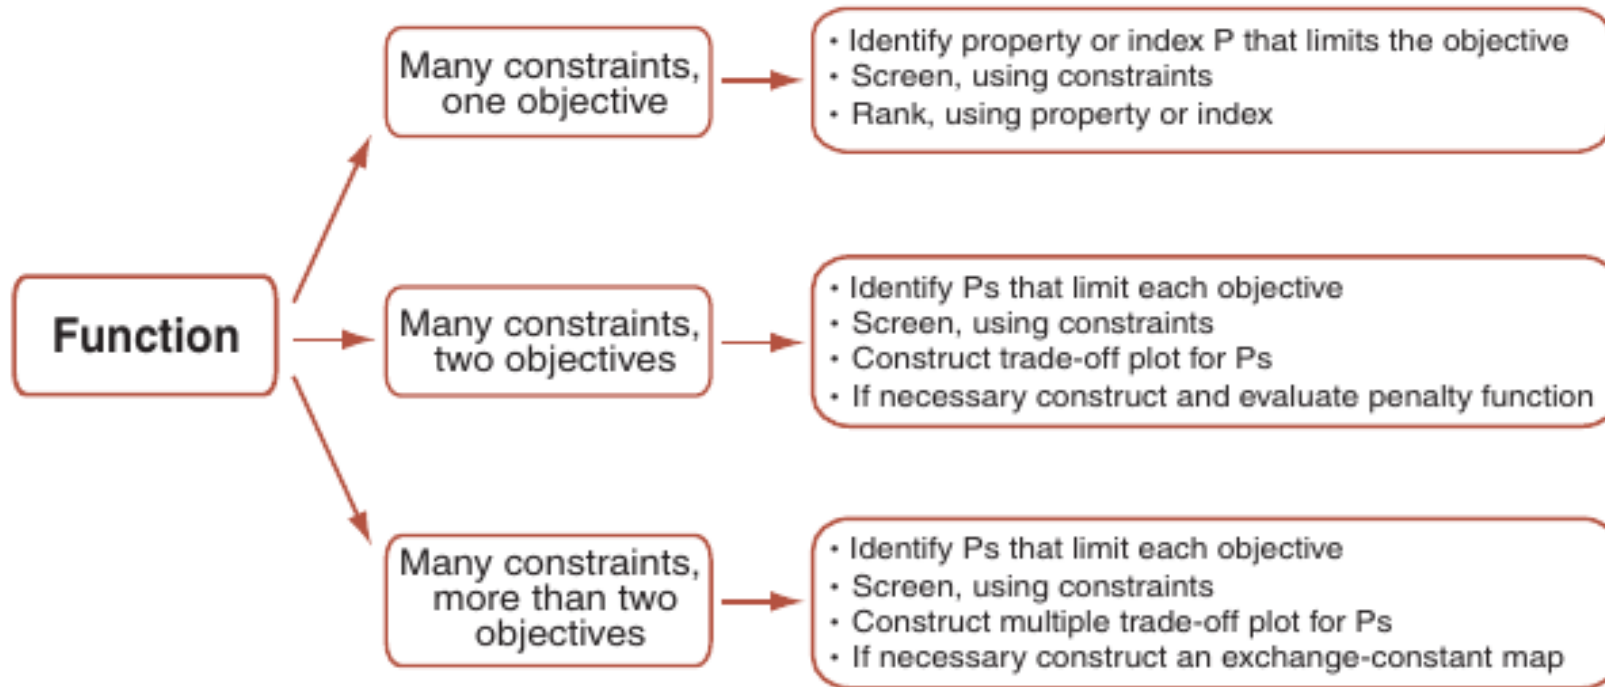 Function
Many constraints,
one objective
• Identify property or index P that limits the objective
• Screen, using constraints
• Rank, using property or index
Many constraints,
two objectives
• Identify Ps that limit each objective
• Screen, using constraints
• Construct trade-off plot for Ps
• If necessary construct and evaluate penalty function
Many constraints,
more than two
objectives
• Identify Ps that limit each objective
• Screen, using constraints
• Construct multiple trade-off plot for Ps
• If necessary construct an exchange-constant map